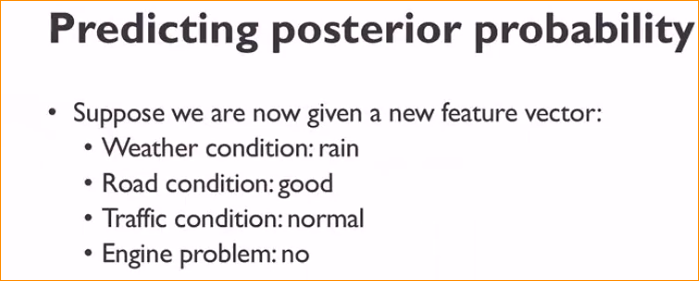 Predicting posterior probability
• Suppose we are now given a new feature vector:
• Weather condition: rain
• Road condition: good
• Traffic condition: normal
• Engine problem: no